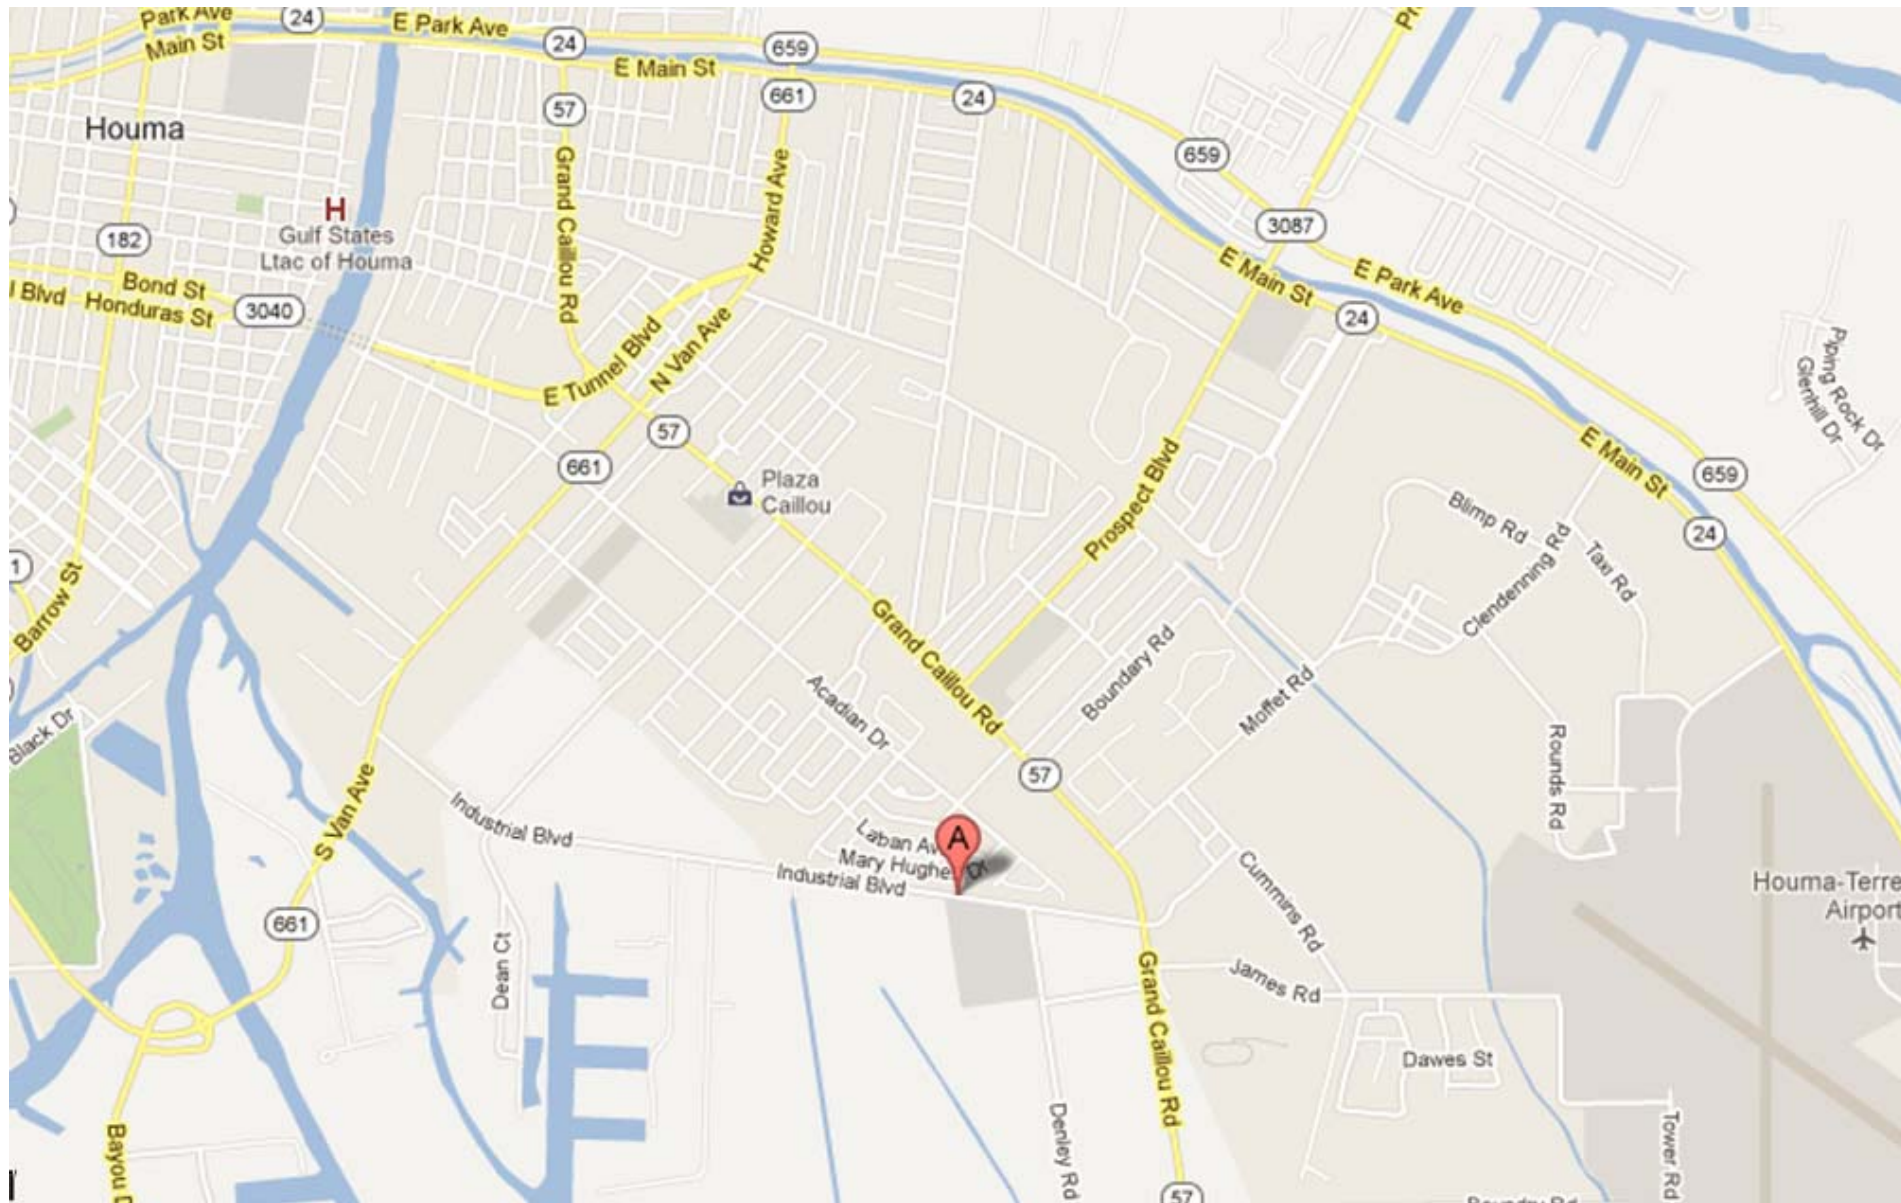 Park Ave
24
E Park Ave
Main St
24
659
E Main St
661
24
57
Houma
659
Grand Caillou Rd
Howard Ave
H
Gulf States
Ltac of Houma
182
3087
E Main St
E Park Ave
Bond St
l Blvd
Honduras St
3040
24
E Tunnel Blvd
N Van Ave
Piping Rock Dr
Glenhill Dr
57
661
Plaza
Caillou
Prospect Blvd
E Main St
659
24
Blimp Rd
Clendenning Rd
Taxi Rd
1
Barrow St
Grand Caillou Rd
Boundary Rd
Acadian Dr
Moffet Rd
Black Dr
57
Rounds Rd
S Van Ave
Industrial Blvd
Laban Av
A
Mary Hughe
Dr
Industrial Blvd
Cummins Rd
Houma-Terre
Airport
661
Dean Ct
Grand Caillou Rd
James Rd
Dawes St
Bayou D
Denley Rd
Tower Rd
57